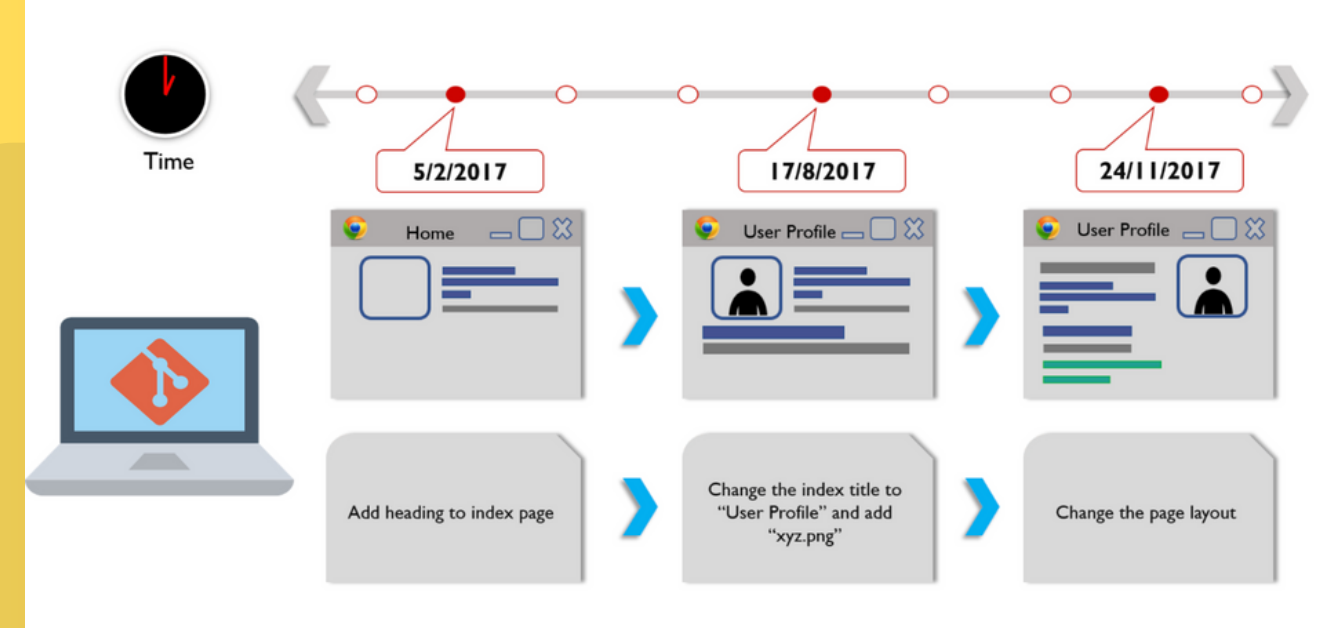 Time
5/2/2017
17/8/2017
24/11/2017
Home
User Profile
User Profile
Add heading to index page
Change the index title to
“User Profile” and add
“xyz.png”
Change the page layout